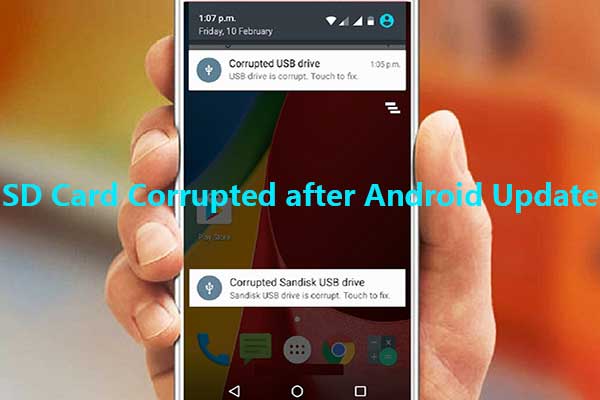 1:07 p.m.
Friday, 10 February
Corrupted USB drive
1:05 p.m.
USB drive is corrupt. Touch to fix.
SD Card Corrupted after Android Update
Play Store
Corrupted Sandisk USB drive
Sandisk USB drive is corrupt. Touch to fix.